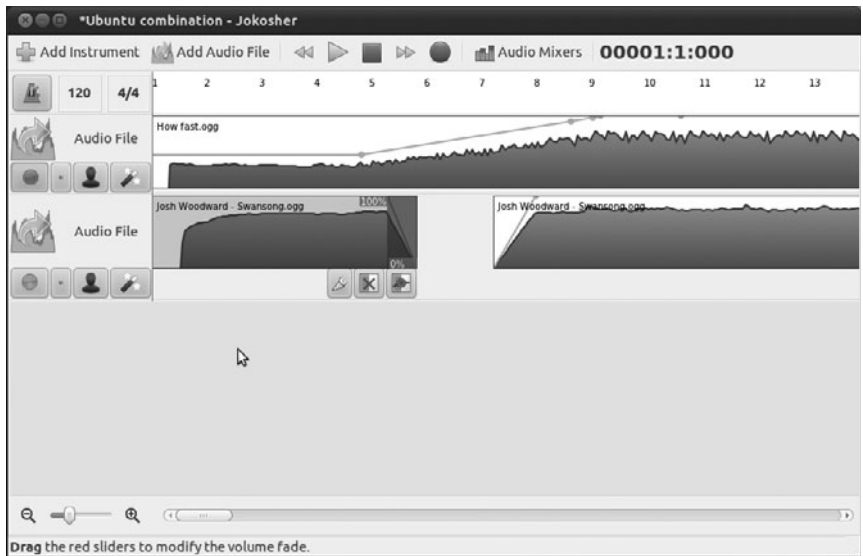 *Ubuntu combination - Jokosher
Add Instrument Add Audio File Audio Mixers 00001:1:000
120 4/4 1 2 3 4 5 6 7 8 9 10 11 12 13
How fast.ogg
Audio File
Josh Woodward - Swansong.ogg 100% Josh Woodward - Swansong.ogg
Audio File
0%
Drag the red sliders to modify the volume fade.